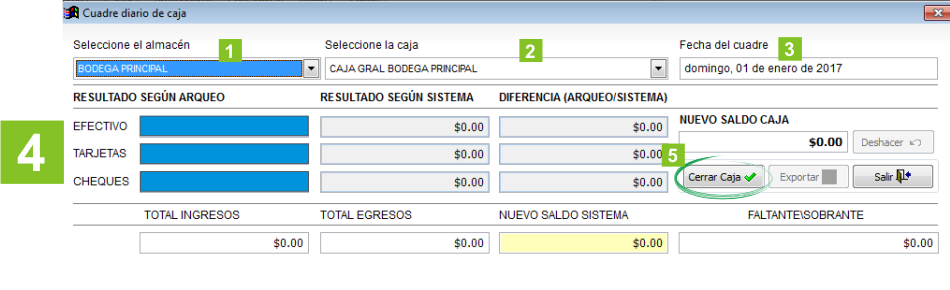 Cuadre diario de caja
Seleccione el almacén 1 Seleccione la caja 2 Fecha del cuadre 3
BODEGA PRINCIPAL CAJA GRAL BODEGA PRINCIPAL domingo, 01 de enero de 2017
RESULTADO SEGÚN ARQUEO RESULTADO SEGÚN SISTEMA DIFERENCIA (ARQUEO/SISTEMA)
4
EFECTIVO $0.00 $0.00
TARJETAS $0.00 $0.00
CHEQUES $0.00 $0.00
NUEVO SALDO CAJA
$0.00 Deshacer
5
Cerrar Caja Exportar Salir
TOTAL INGRESOS TOTAL EGRESOS NUEVO SALDO SISTEMA FALTANTE\SOBRANTE
$0.00 $0.00 $0.00 $0.00